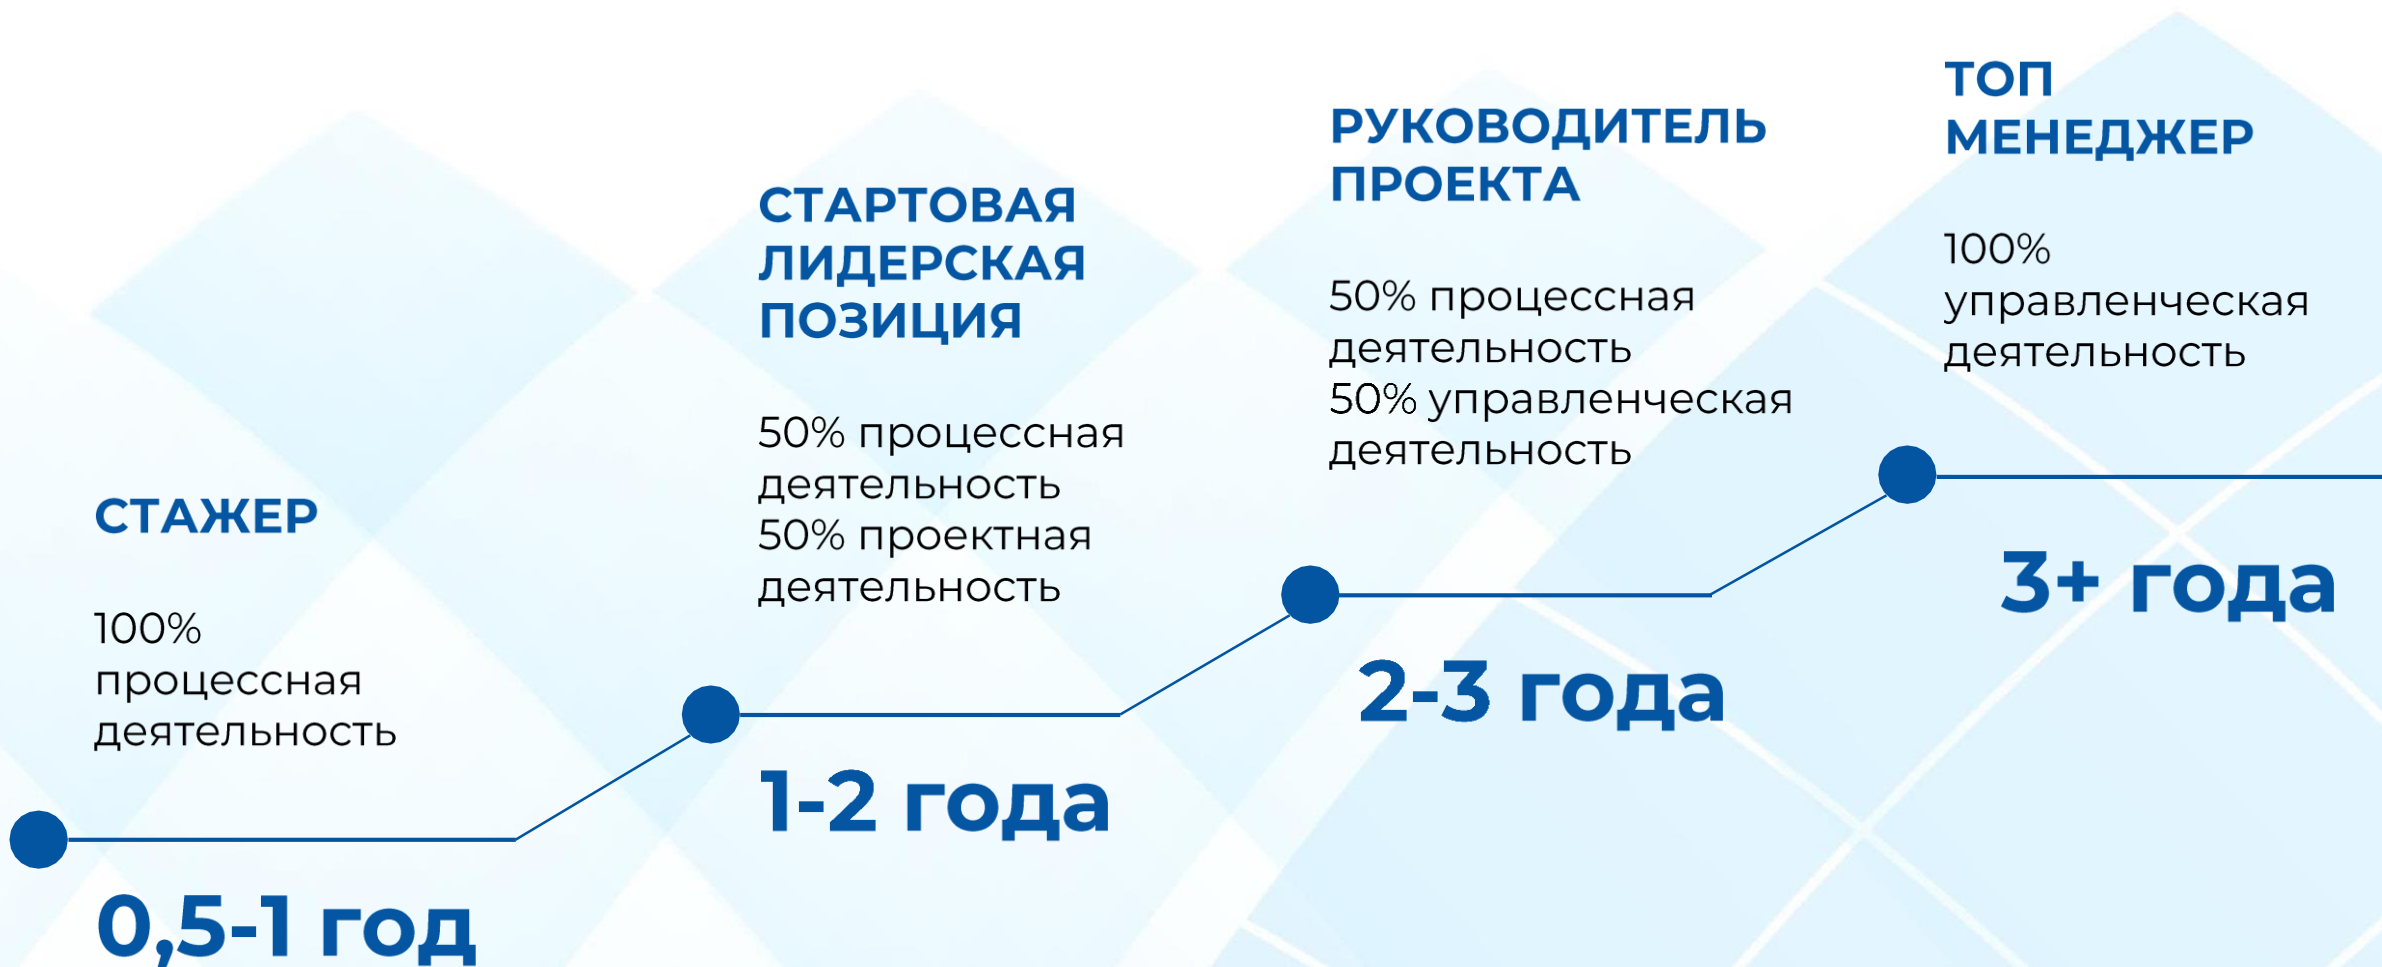 СТАЖЕР
100%
процессная
деятельность
0,5-1 год
СТАРТОВАЯ
ЛИДЕРСКАЯ
ПОЗИЦИЯ
50% процессная
деятельность
50% проектная
деятельность
1-2 года
РУКОВОДИТЕЛЬ
ПРОЕКТА
50% процессная
деятельность
50% управленческая
деятельность
2-3 года
ТОП
МЕНЕДЖЕР
100%
управленческая
деятельность
3+ года